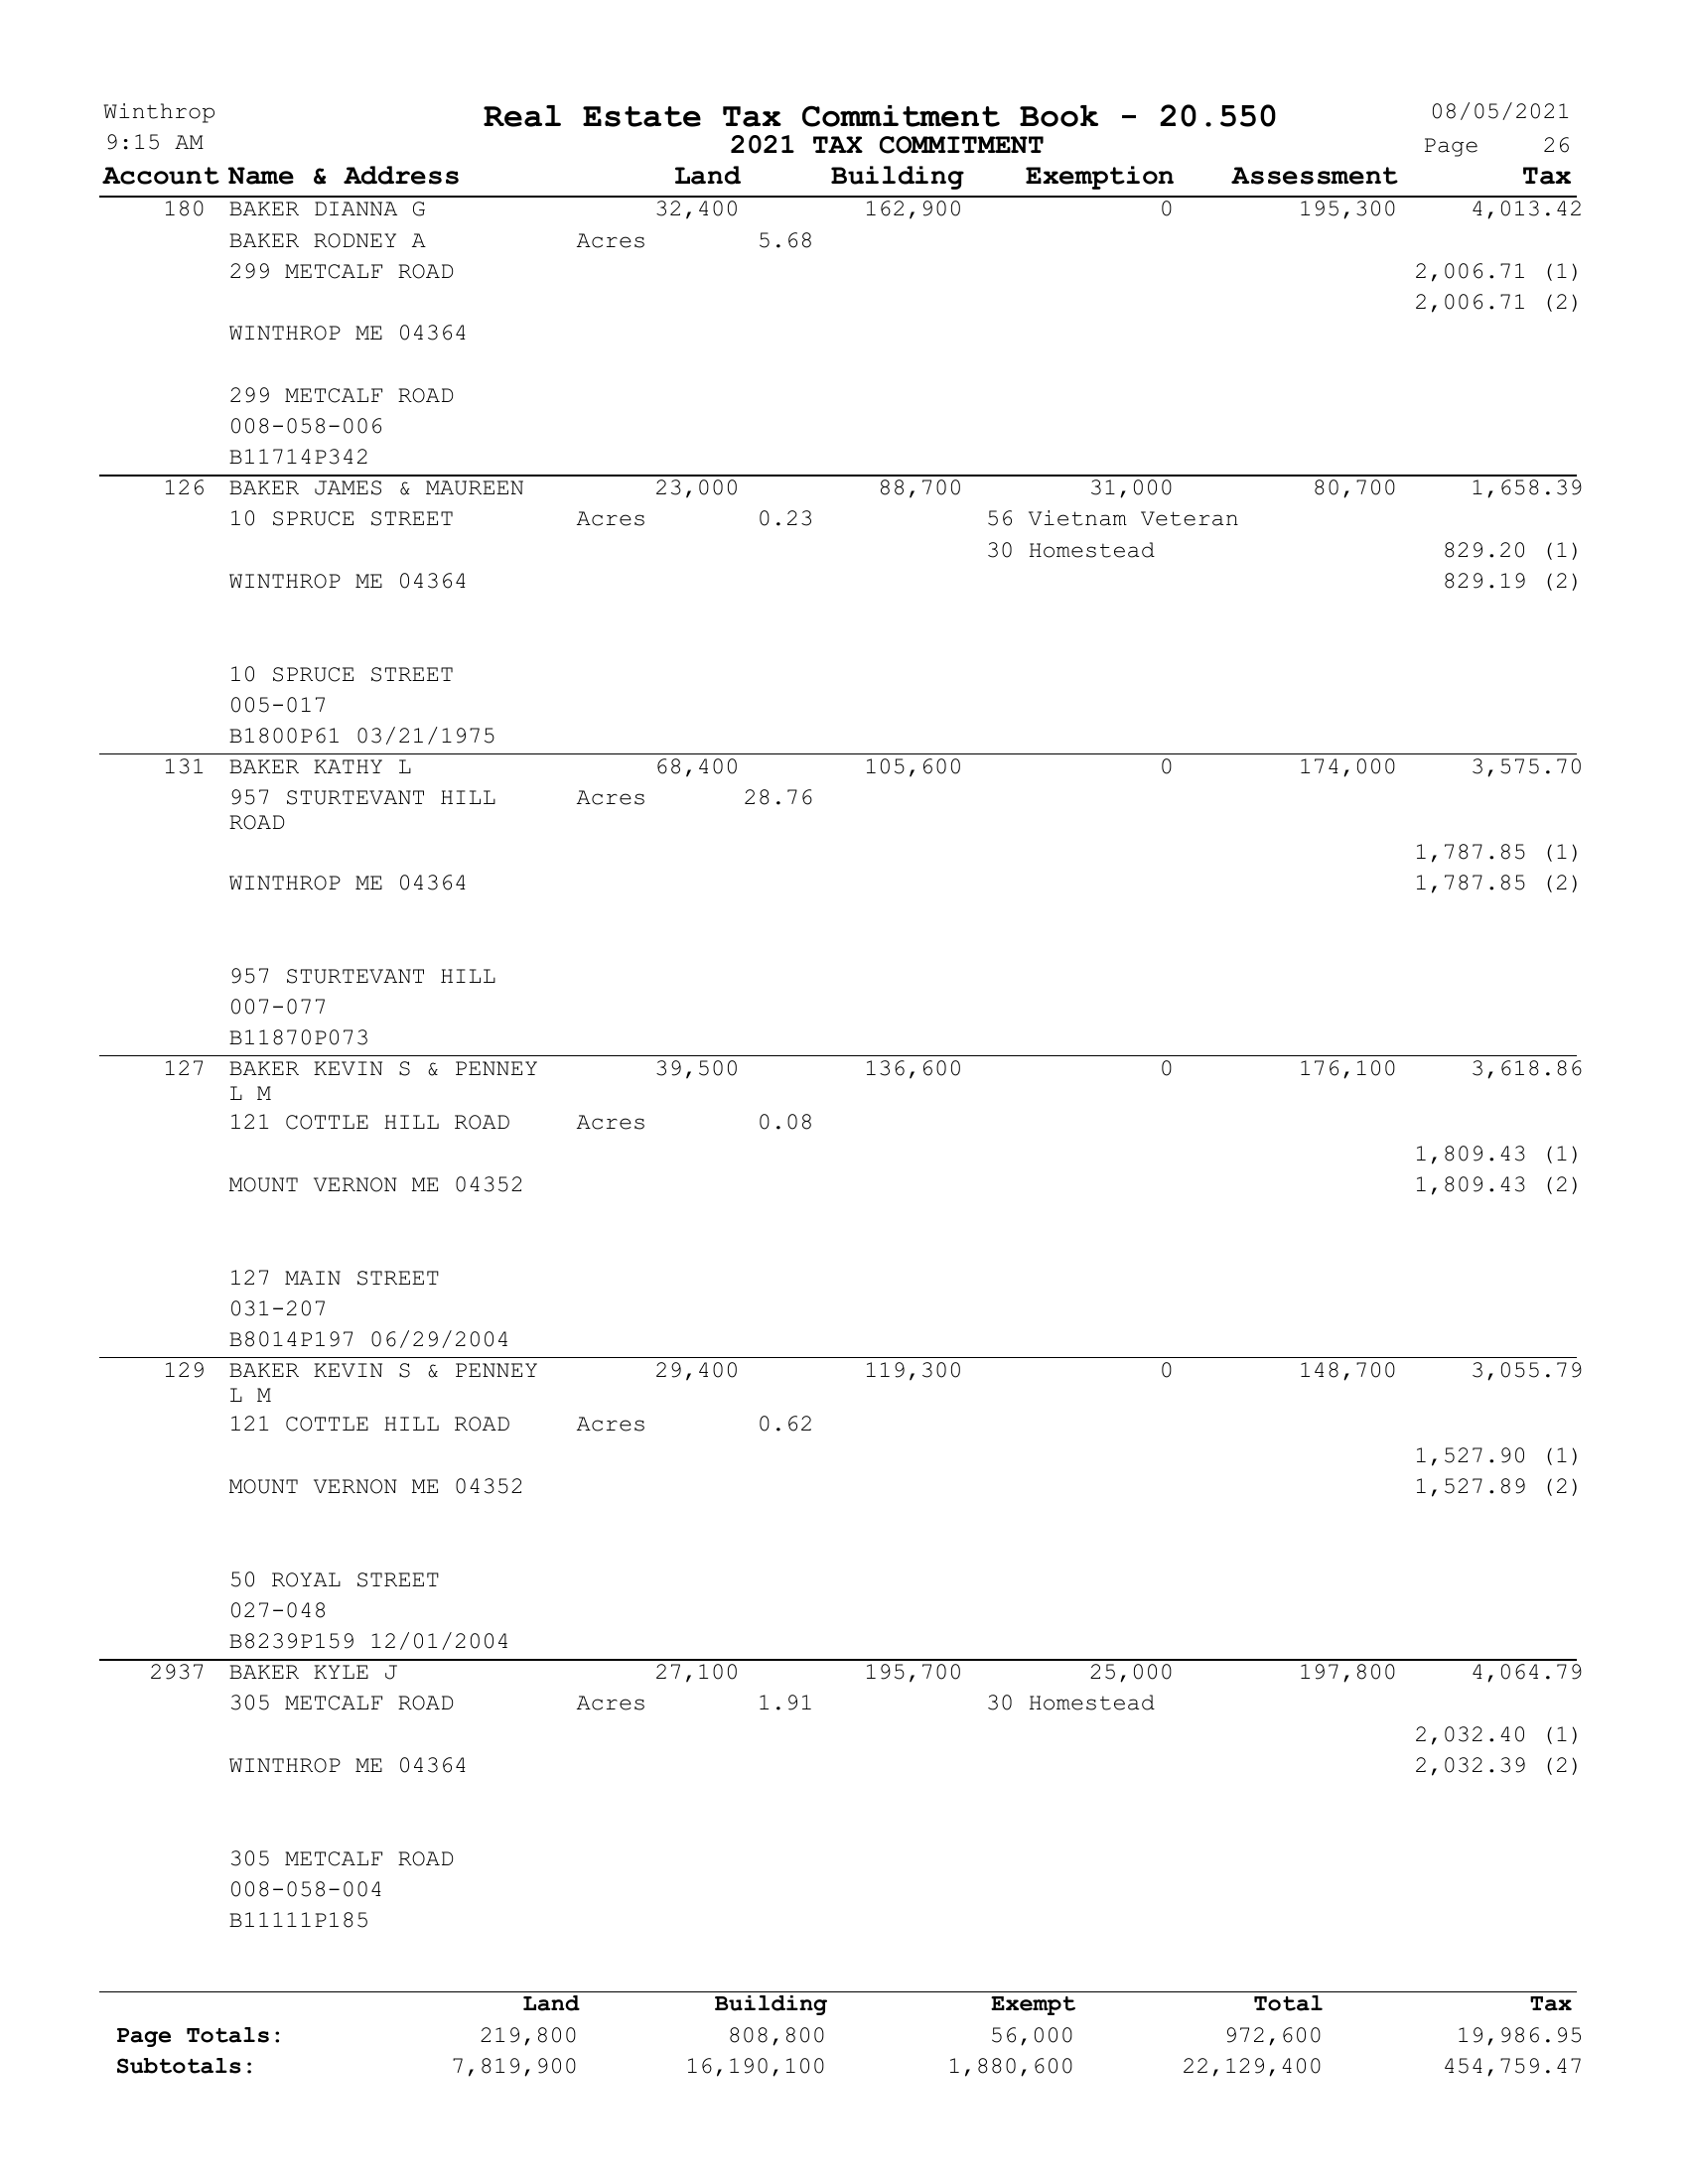 Winthrop Real Estate Tax Commitment Book - 20.550 08/05/2021
9:15 AM 2021 TAX COMMITMENT Page 26
Account Name & Address Land Building Exemption Assessment Tax
180 BAKER DIANNA G 32,400 162,900 0 195,300 4,013.42
BAKER RODNEY A Acres 5.68
299 METCALF ROAD 2,006.71 (1)
2,006.71 (2)
WINTHROP ME 04364
299 METCALF ROAD
008-058-006
B11714P342
126 BAKER JAMES & MAUREEN 23,000 88,700 31,000 80,700 1,658.39
10 SPRUCE STREET Acres 0.23 56 Vietnam Veteran
30 Homestead 829.20 (1)
WINTHROP ME 04364 829.19 (2)
10 SPRUCE STREET
005-017
B1800P61 03/21/1975
131 BAKER KATHY L 68,400 105,600 0 174,000 3,575.70
957 STURTEVANT HILL Acres 28.76
ROAD
1,787.85 (1)
WINTHROP ME 04364 1,787.85 (2)
957 STURTEVANT HILL
007-077
B11870P073
127 BAKER KEVIN S & PENNEY 39,500 136,600 0 176,100 3,618.86
L M
121 COTTLE HILL ROAD Acres 0.08
1,809.43 (1)
MOUNT VERNON ME 04352 1,809.43 (2)
127 MAIN STREET
031-207
B8014P197 06/29/2004
129 BAKER KEVIN S & PENNEY 29,400 119,300 0 148,700 3,055.79
L M
121 COTTLE HILL ROAD Acres 0.62
1,527.90 (1)
MOUNT VERNON ME 04352 1,527.89 (2)
50 ROYAL STREET
027-048
B8239P159 12/01/2004
2937 BAKER KYLE J 27,100 195,700 25,000 197,800 4,064.79
305 METCALF ROAD Acres 1.91 30 Homestead
2,032.40 (1)
WINTHROP ME 04364 2,032.39 (2)
305 METCALF ROAD
008-058-004
B11111P185
Land Building Exempt Total Tax
Page Totals: 219,800 808,800 56,000 972,600 19,986.95
Subtotals: 7,819,900 16,190,100 1,880,600 22,129,400 454,759.47